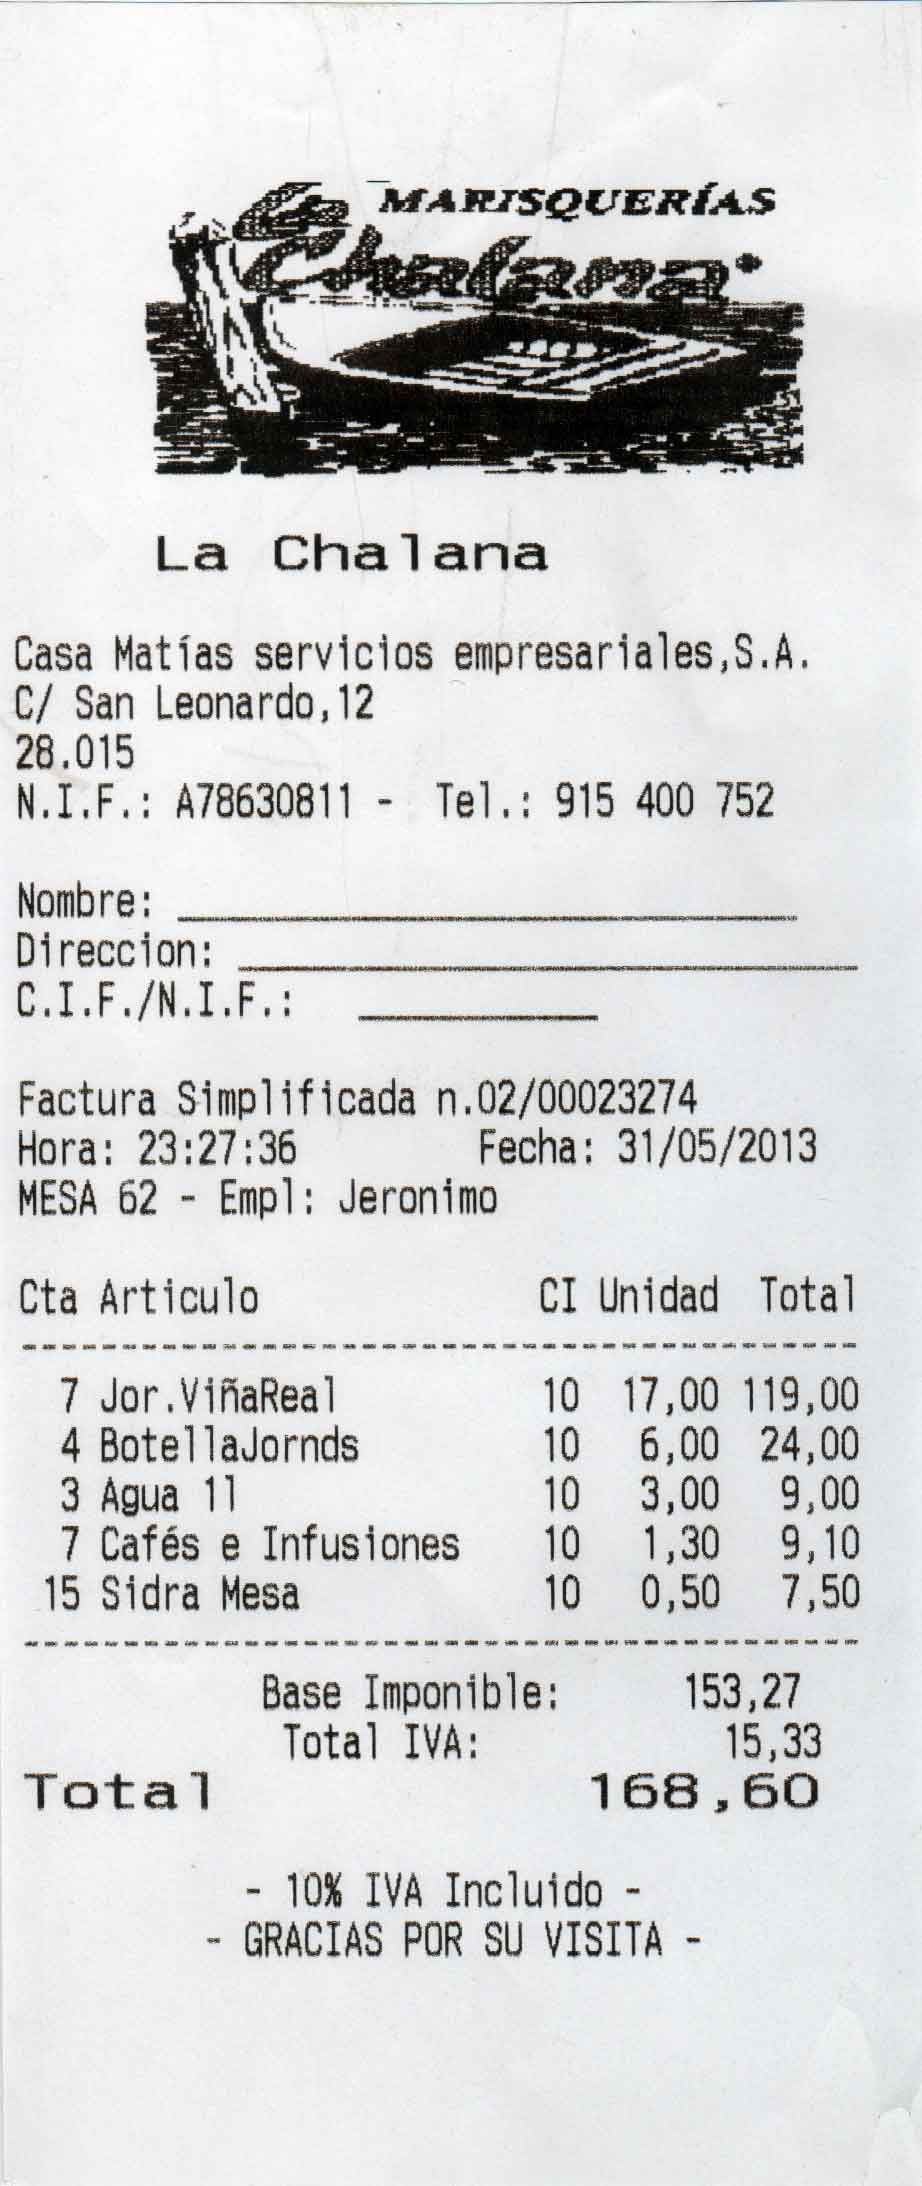 MARISQUERÍAS
La Chalana
La Chalana
Casa Matías servicios empresariales,S.A.
C/ San Leonardo,12
28.015
N.I.F.: A78630811 - Tel.: 915 400 752
Nombre:
Direccion:
C.I.F./N.I.F.:
Factura Simplificada n.02/00023274
Hora: 23:27:36 Fecha: 31/05/2013
MESA 62 - Empl: Jeronimo
Cta Articulo CI Unidad Total
7 Jor.ViñaReal 10 17,00 119,00
4 BotellaJornds 10 6,00 24,00
3 Agua 1l 10 3,00 9,00
7 Cafés e Infusiones 10 1,30 9,10
15 Sidra Mesa 10 0,50 7,50
Base Imponible: 153,27
Total IVA: 15,33
Total 168,60
- 10% IVA Incluido -
- GRACIAS POR SU VISITA -